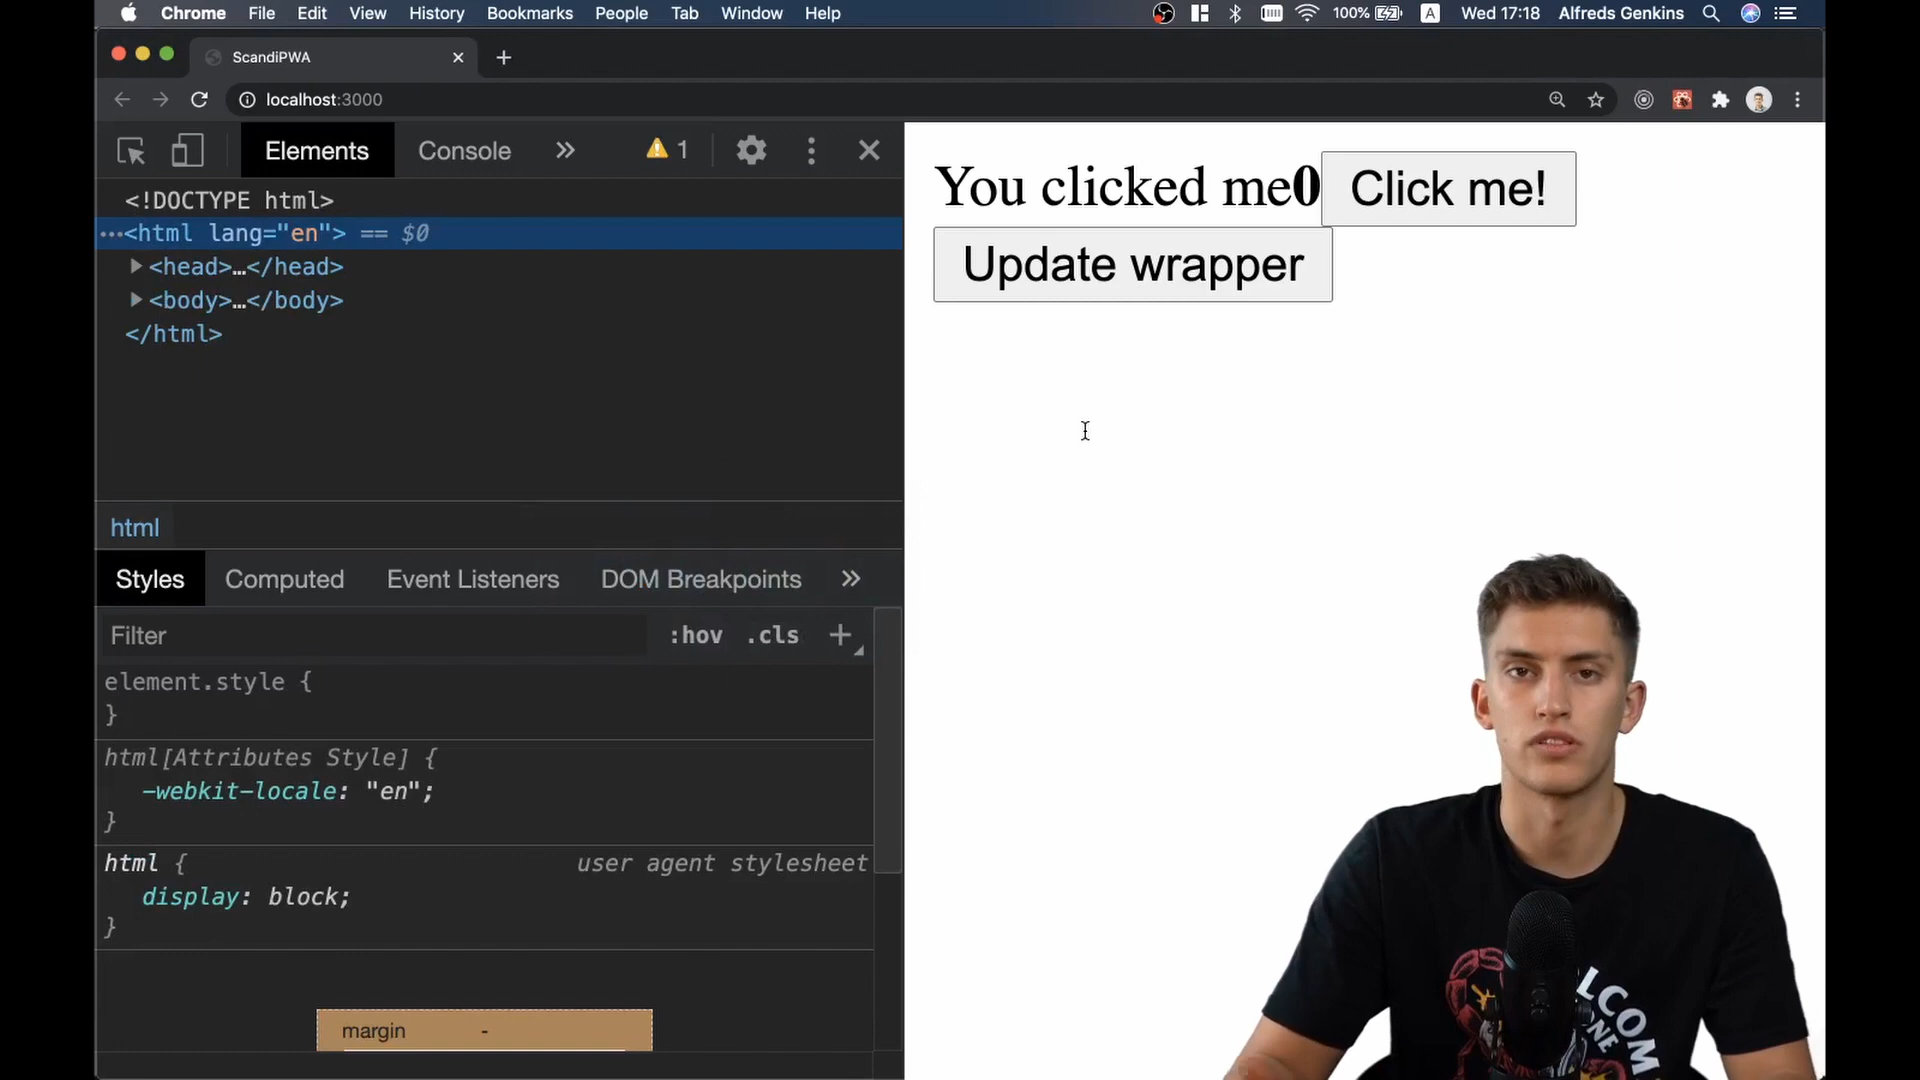 Chrome File Edit View History Bookmarks People Tab Window Help 100% A Wed 17:18 Alfreds Genkins
ScandiPWA
localhost:3000
Elements Console 1
<!DOCTYPE html>
<html lang="en"> == $0
<head>…</head>
<body>…</body>
</html>
html
Styles Computed Event Listeners DOM Breakpoints
Filter :hov .cls +
element.style {
}
html[Attributes Style] {
-webkit-locale: "en";
}
html { user agent stylesheet
display: block;
}
margin -
You clicked me0 Click me!
Update wrapper